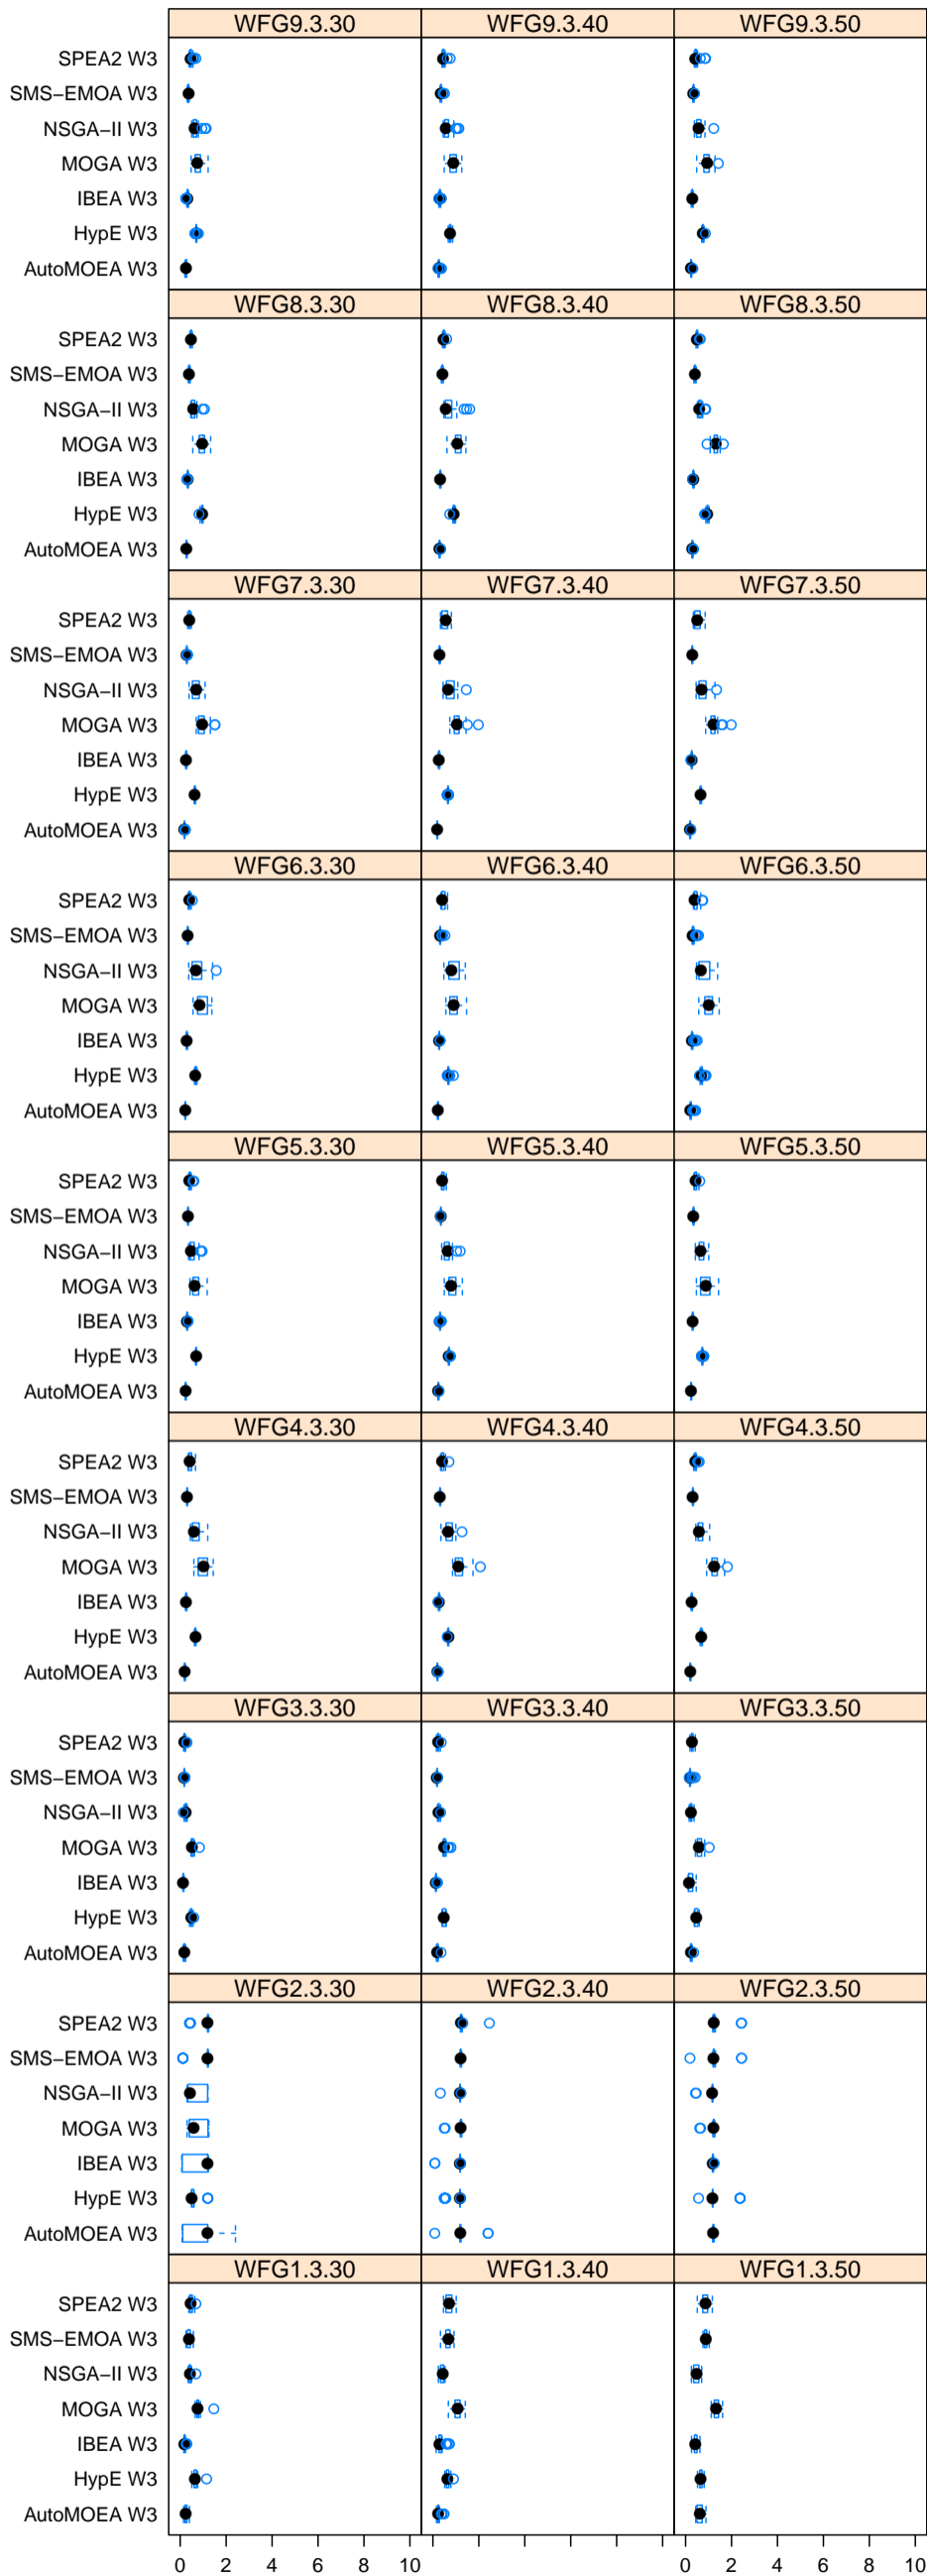 WFG9.3.30 WFG9.3.40 WFG9.3.50
SPEA2 W3
SMS−EMOA W3
NSGA−II W3
MOGA W3
IBEA W3
HypE W3
AutoMOEA W3
WFG8.3.30 WFG8.3.40 WFG8.3.50
SPEA2 W3
SMS−EMOA W3
NSGA−II W3
MOGA W3
IBEA W3
HypE W3
AutoMOEA W3
WFG7.3.30 WFG7.3.40 WFG7.3.50
SPEA2 W3
SMS−EMOA W3
NSGA−II W3
MOGA W3
IBEA W3
HypE W3
AutoMOEA W3
WFG6.3.30 WFG6.3.40 WFG6.3.50
SPEA2 W3
SMS−EMOA W3
NSGA−II W3
MOGA W3
IBEA W3
HypE W3
AutoMOEA W3
WFG5.3.30 WFG5.3.40 WFG5.3.50
SPEA2 W3
SMS−EMOA W3
NSGA−II W3
MOGA W3
IBEA W3
HypE W3
AutoMOEA W3
WFG4.3.30 WFG4.3.40 WFG4.3.50
SPEA2 W3
SMS−EMOA W3
NSGA−II W3
MOGA W3
IBEA W3
HypE W3
AutoMOEA W3
WFG3.3.30 WFG3.3.40 WFG3.3.50
SPEA2 W3
SMS−EMOA W3
NSGA−II W3
MOGA W3
IBEA W3
HypE W3
AutoMOEA W3
WFG2.3.30 WFG2.3.40 WFG2.3.50
SPEA2 W3
SMS−EMOA W3
NSGA−II W3
MOGA W3
IBEA W3
HypE W3
AutoMOEA W3
WFG1.3.30 WFG1.3.40 WFG1.3.50
SPEA2 W3
SMS−EMOA W3
NSGA−II W3
MOGA W3
IBEA W3
HypE W3
AutoMOEA W3
0 2 4 6 8 10 0 2 4 6 8 10